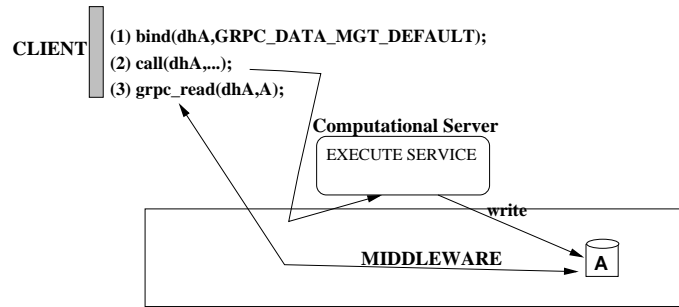 (1) bind(dhA,GRPC_DATA_MGT_DEFAULT);
CLIENT
(2) call(dhA,...);
(3) grpc_read(dhA,A);
Computational Server
EXECUTE SERVICE
write
MIDDLEWARE
A